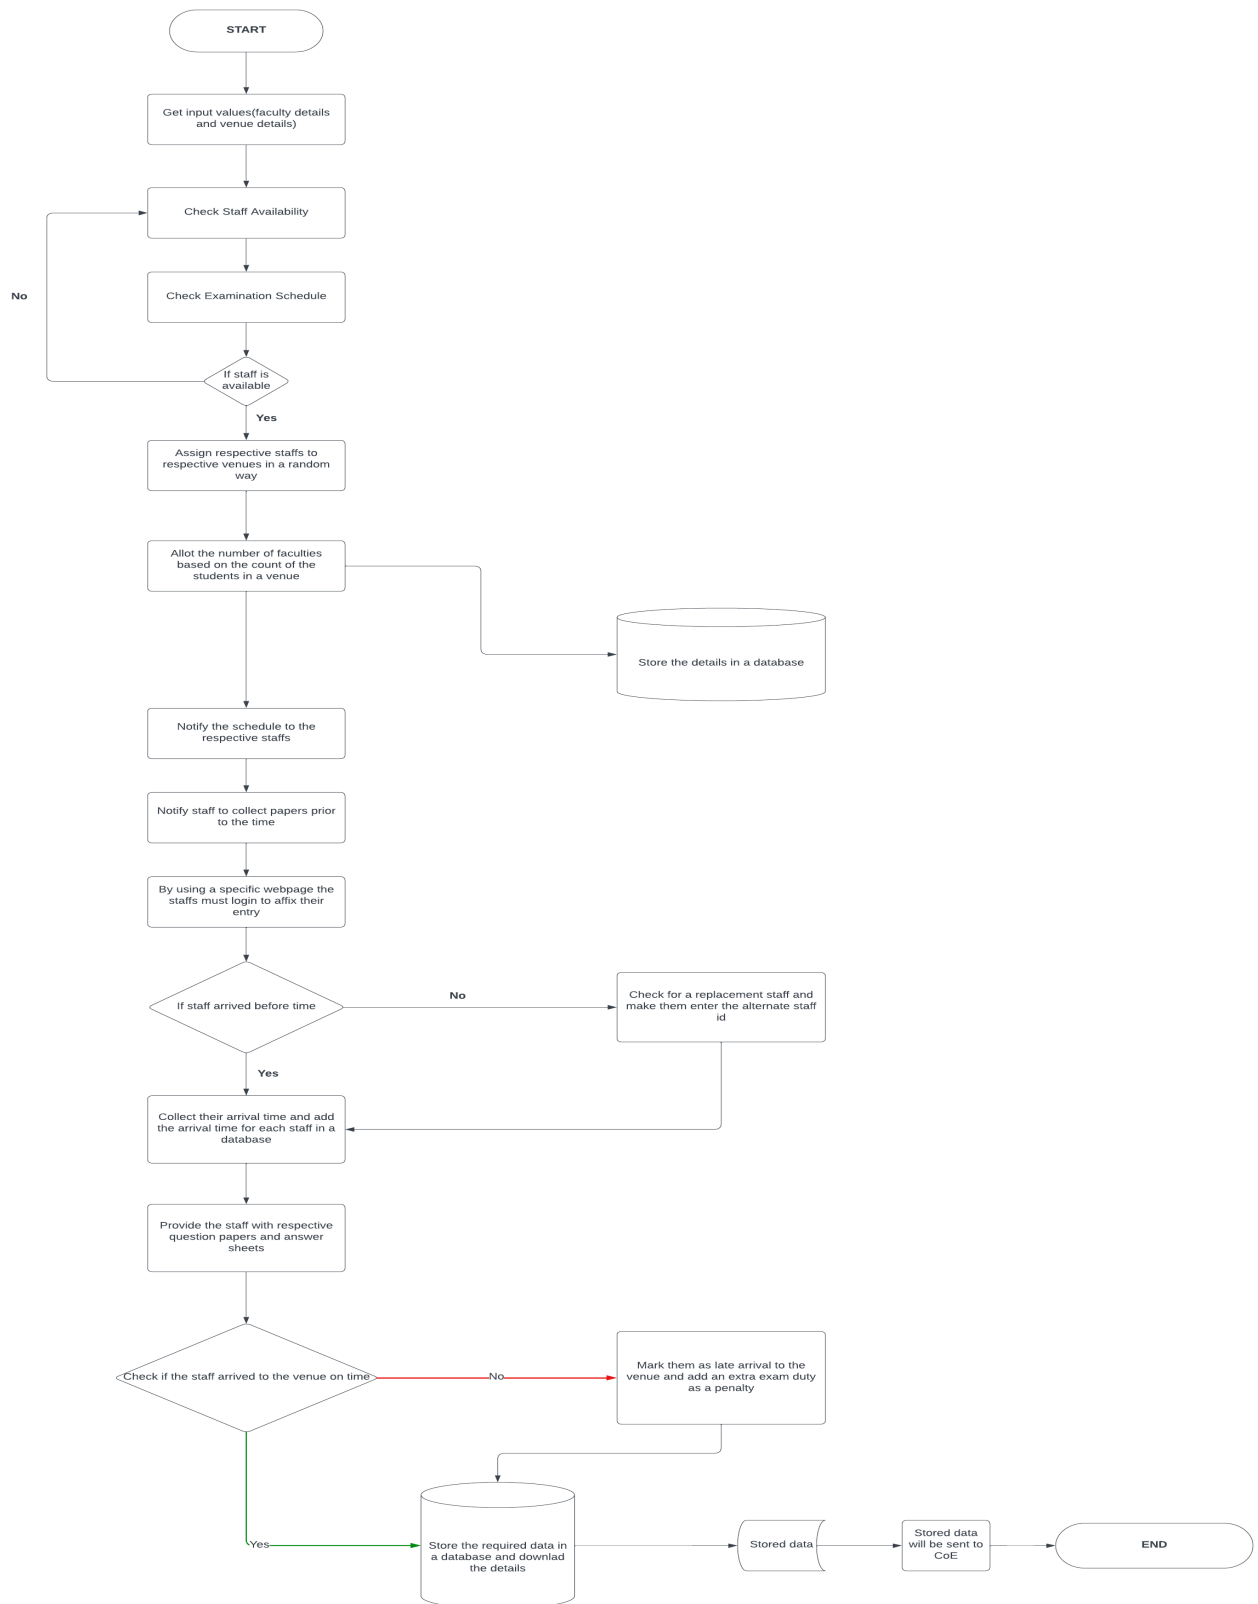 START
Get input values(faculty details
and venue details)
Check Staff Availability
No
Check Examination Schedule
If staff is
available
Yes
Assign respective staffs to
respective venues in a random
way
Allot the number of faculties
based on the count of the
students in a venue
Store the details in a database
Notify the schedule to the
respective staffs
Notify staff to collect papers prior
to the time
By using a specific webpage the
staffs must login to affix their
entry
If staff arrived before time
No
Check for a replacement staff and
make them enter the alternate staff
id
Yes
Collect their arrival time and add
the arrival time for each staff in a
database
Provide the staff with respective
question papers and answer
sheets
Check if the staff arrived to the venue on time
No
Mark them as late arrival to the
venue and add an extra exam duty
as a penalty
Yes
Store the required data in
a database and downlad
the details
Stored data
Stored data
will be sent to
CoE
END